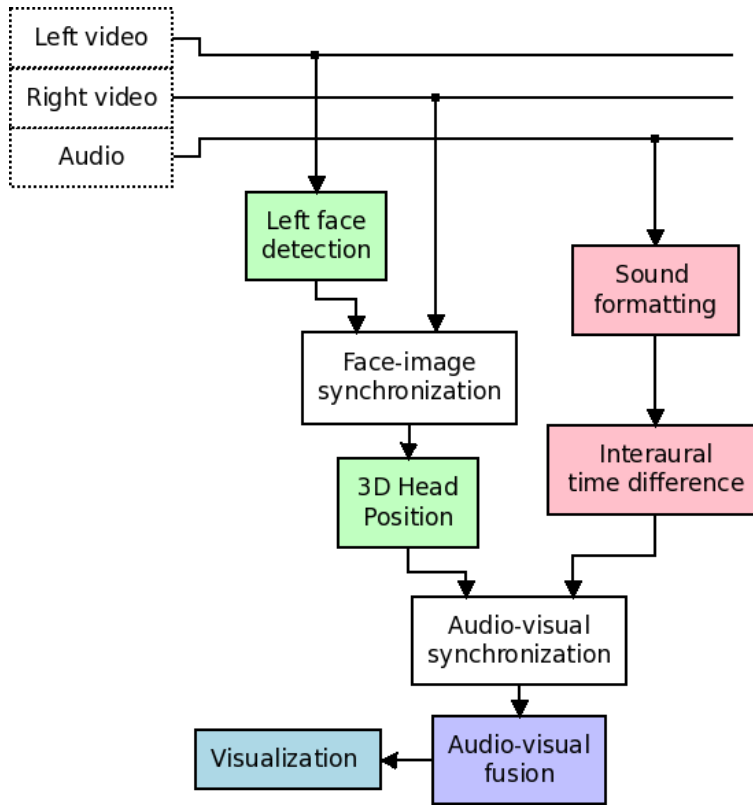 Left video
Right video
Audio
Left face
detection
Sound
formatting
Face-image
synchronization
Interaural
time difference
3D Head
Position
Audio-visual
synchronization
Visualization
Audio-visual
fusion